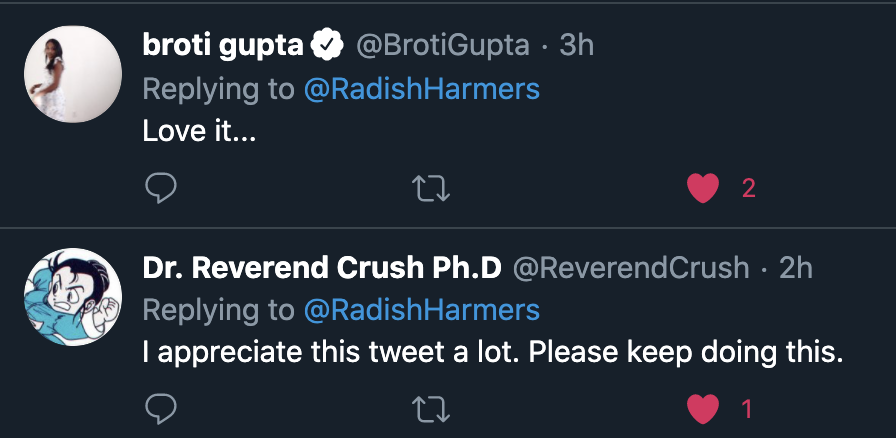 broti gupta @BrotiGupta · 3h
Replying to @RadishHarmers
Love it...
2
Dr. Reverend Crush Ph.D @ReverendCrush · 2h
Replying to @RadishHarmers
I appreciate this tweet a lot. Please keep doing this.
1